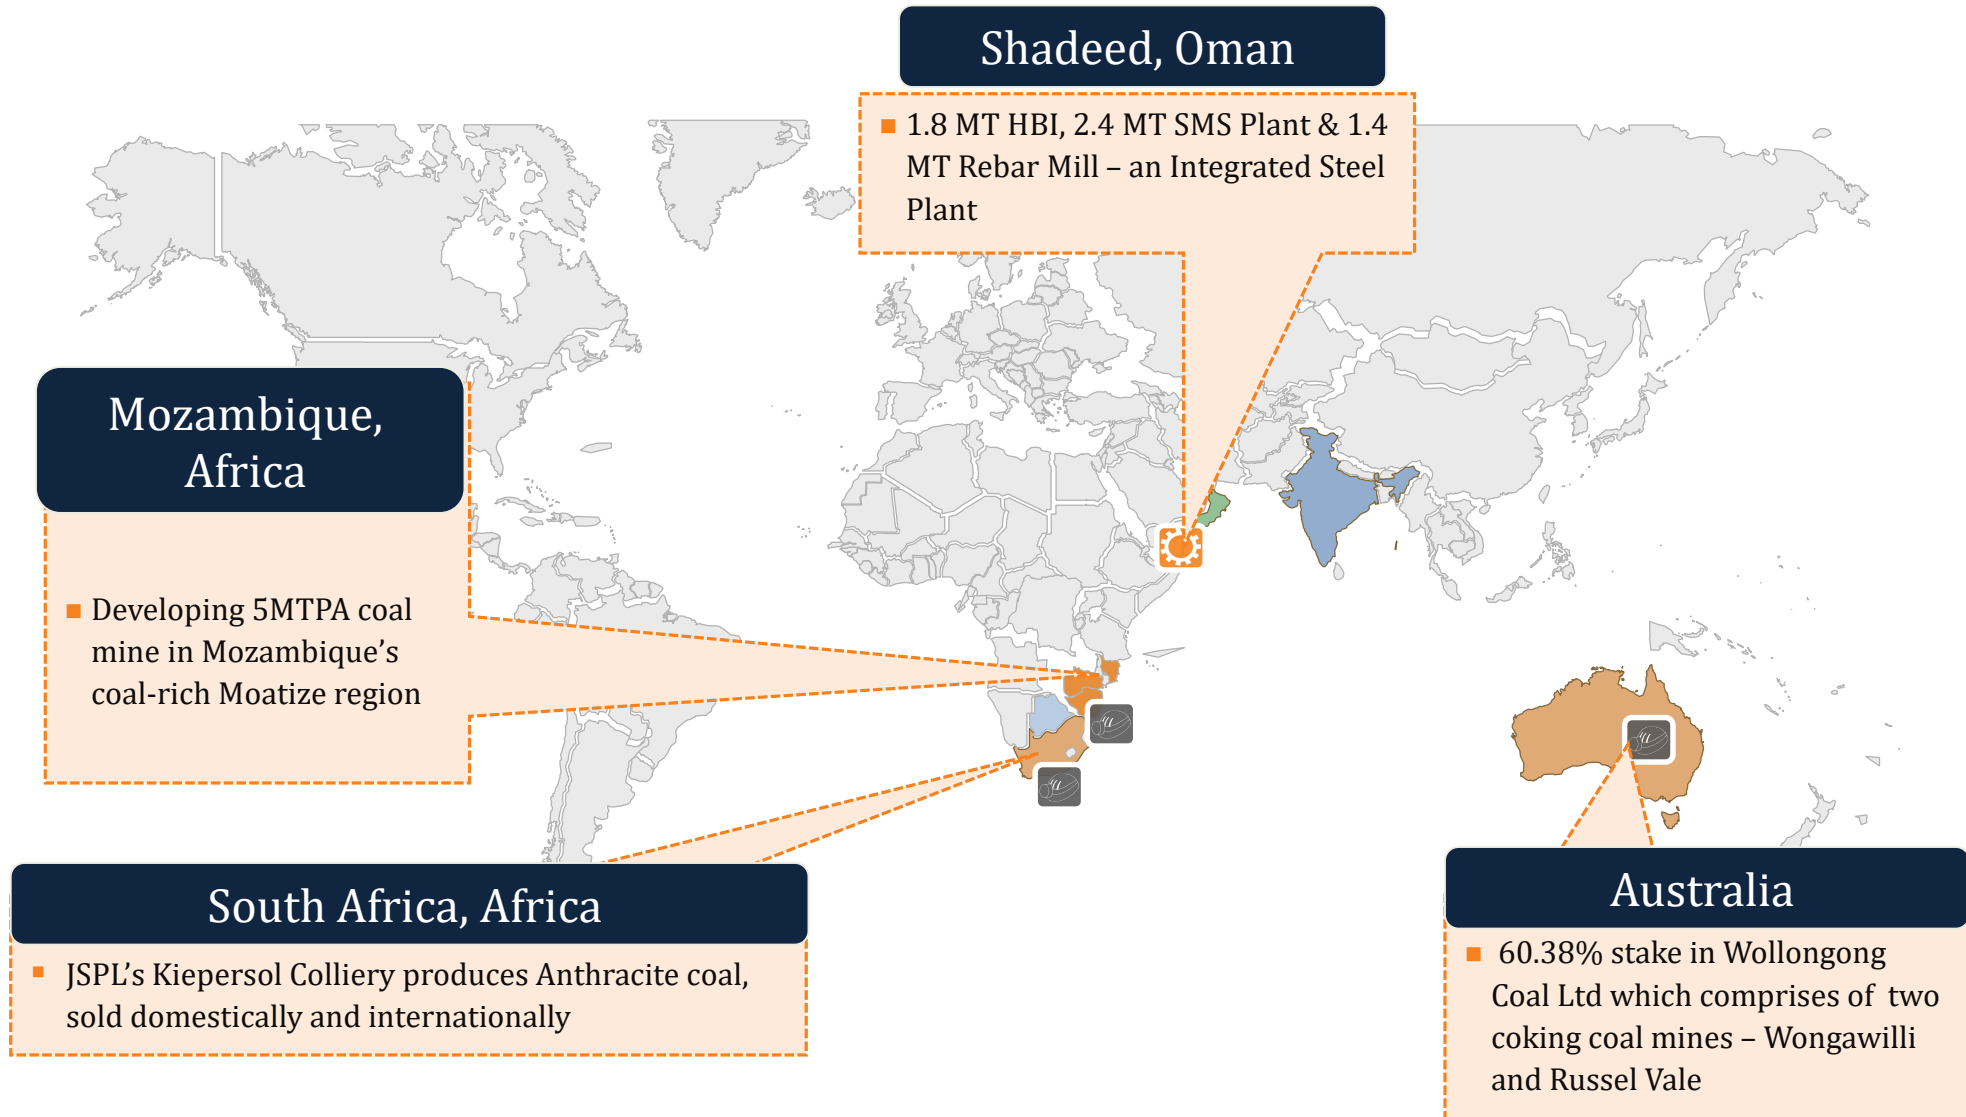 Shadeed, Oman
■ 1.8 MT HBI, 2.4 MT SMS Plant & 1.4
MT Rebar Mill – an Integrated Steel
Plant
Mozambique,
Africa
■ Developing 5MTPA coal
mine in Mozambique’s
coal-rich Moatize region
South Africa, Africa
■ JSPL’s Kiepersol Colliery produces Anthracite coal,
sold domestically and internationally
Australia
■ 60.38% stake in Wollongong
Coal Ltd which comprises of two
coking coal mines – Wongawilli
and Russel Vale